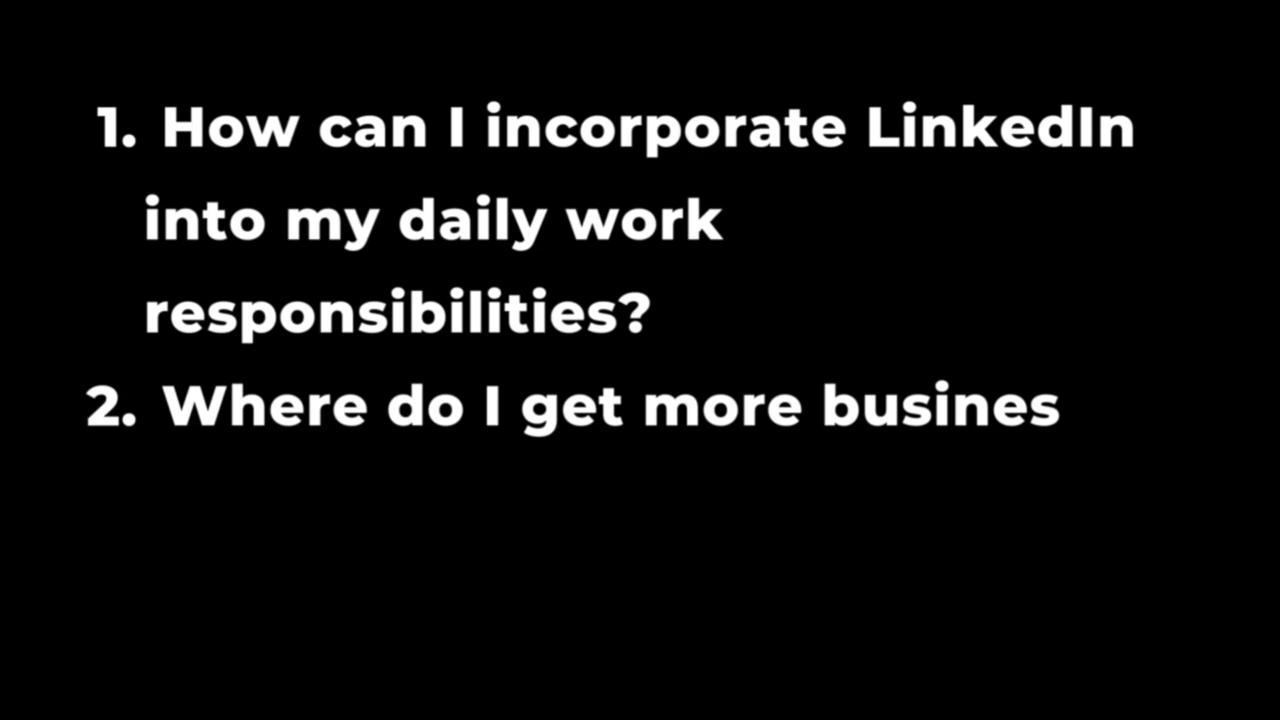 1. How can I incorporate LinkedIn
into my daily work
responsibilities?
2. Where do I get more busines